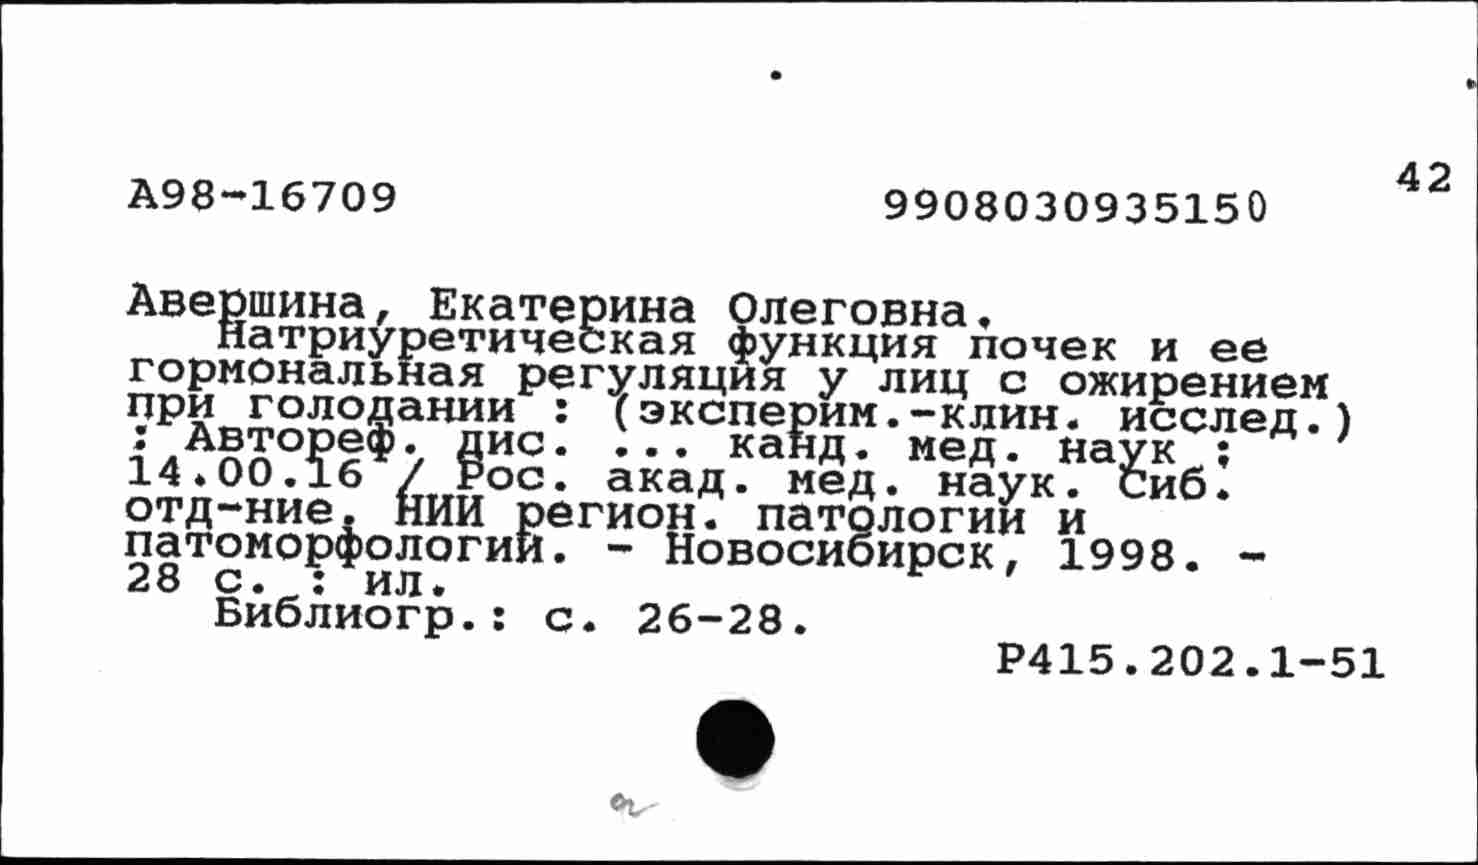 42
А98-16709 9908030935150
Авершина, Екатерина Олеговна.
Натриуретическая функция почек и ее
гормональная регуляция у лиц с ожирением
при голодании : (эксперим.-клин. исслед.)
: Автореф. дис. ... канд. мед. наук :
14.00.16 / Рос. акад. мед. наук. Сиб.
отд-ние. НИИ регион. патологии и
патоморфологии. - Новосибирск, 1998. -
28 с. : ил.
Библиогр.: с. 26-28.
Р415.202.1-51